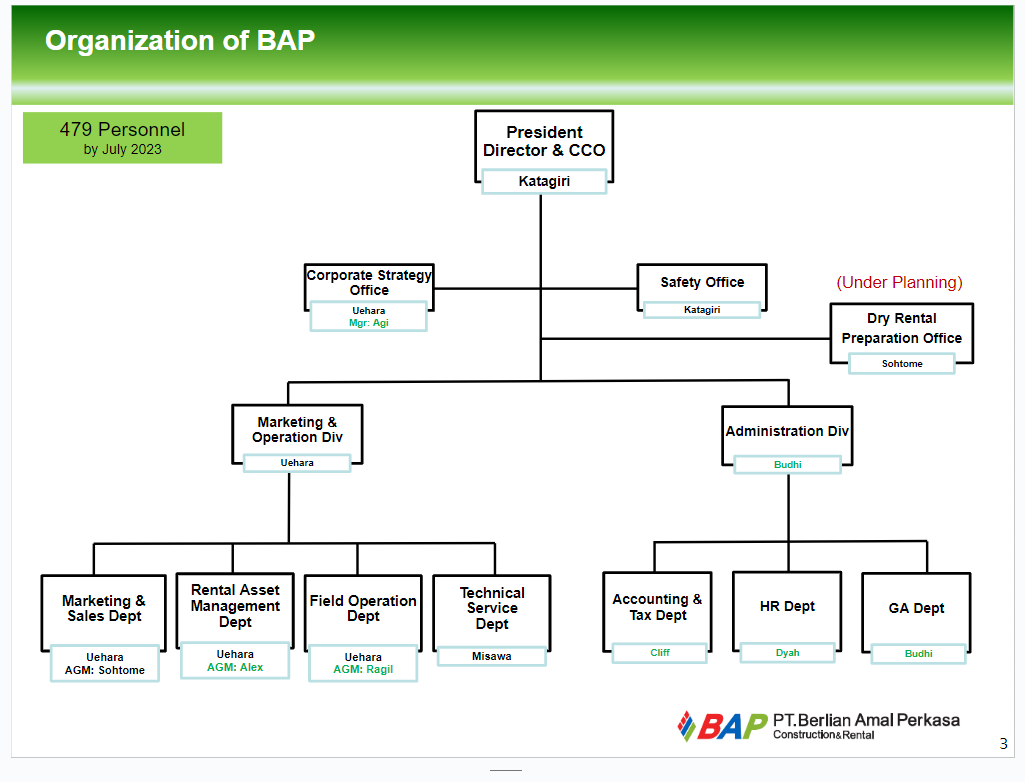 Organization of BAP
479 Personnel
by July 2023
President
Director & CCO
Katagiri
Corporate Strategy
Office
Uehara
Mgr: Agi
Safety Office
Katagiri
(Under Planning)
Dry Rental
Preparation Office
Sohtome
Marketing &
Operation Div
Uehara
Administration Div
Budhi
Marketing &
Sales Dept
Uehara
AGM: Sohtome
Rental Asset
Management
Dept
Uehara
AGM: Alex
Field Operation
Dept
Uehara
AGM: Ragil
Technical
Service
Dept
Misawa
Accounting &
Tax Dept
Cliff
HR Dept
Dyah
GA Dept
Budhi
BAP PT.Berlian Amal Perkasa
Construction&Rental
3